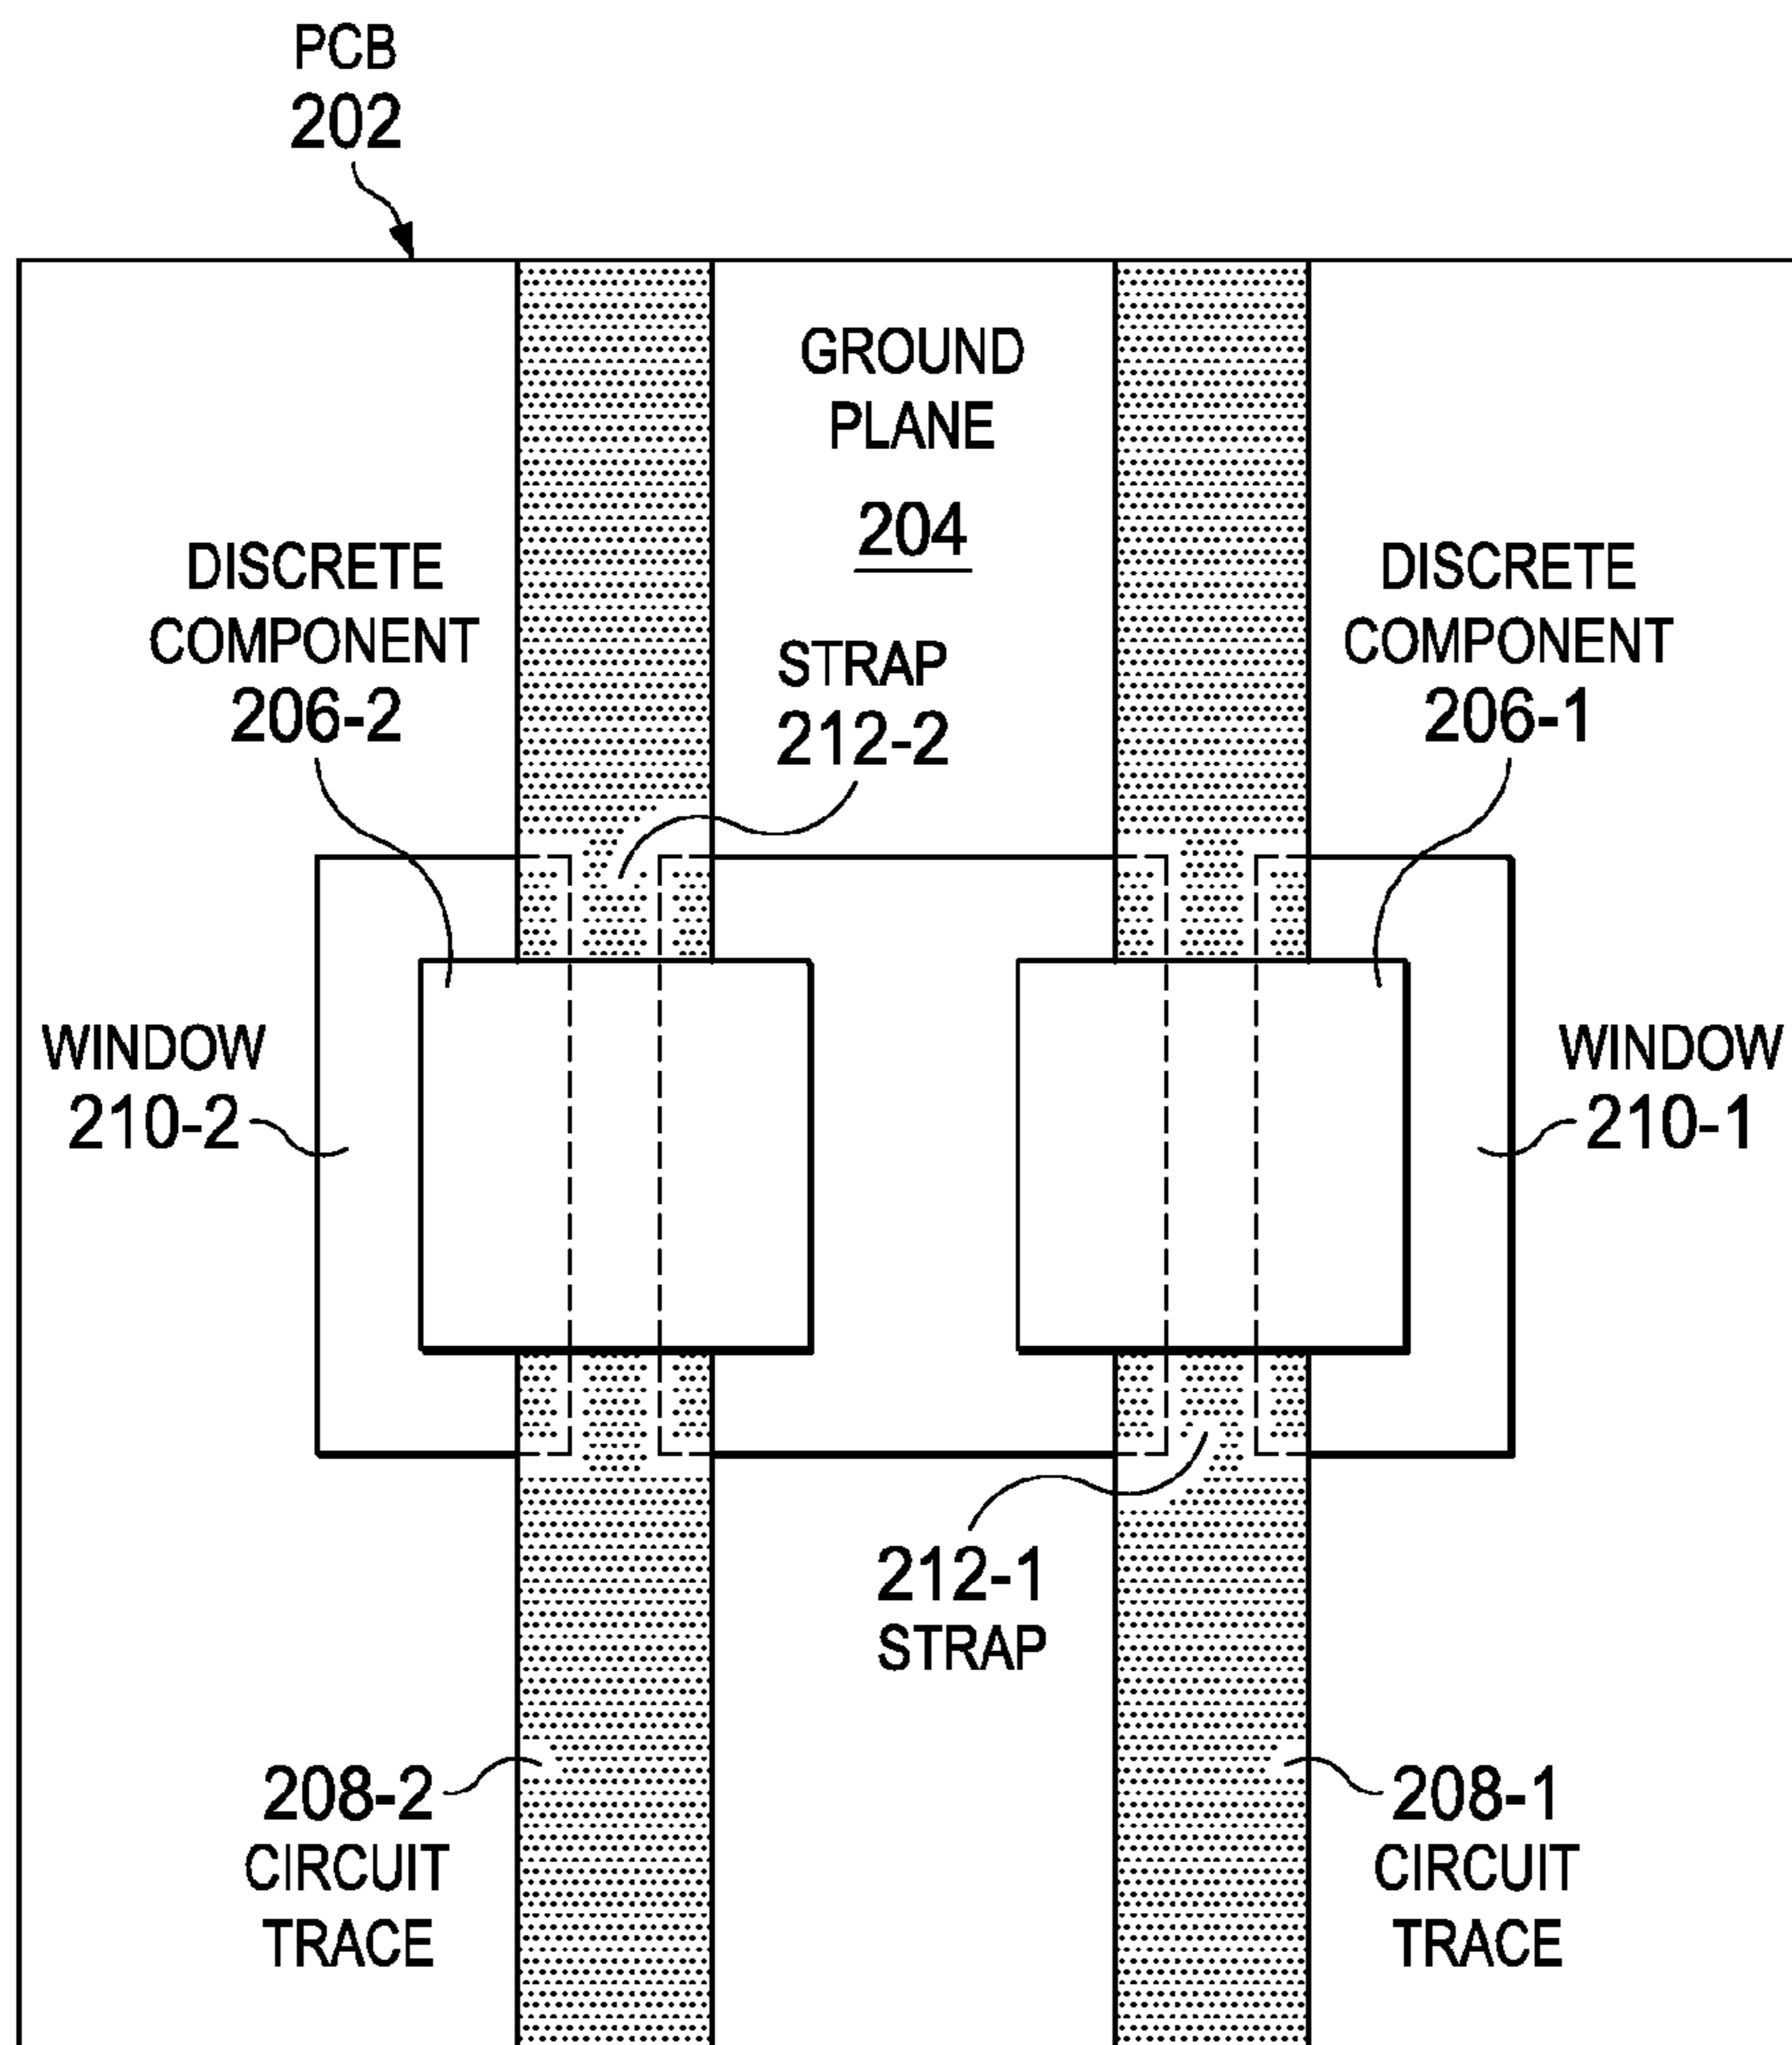 PCB
202
GROUND
PLANE
204
DISCRETE
COMPONENT
206-2
STRAP
212-2
DISCRETE
COMPONENT
206-1
WINDOW
210-2
WINDOW
210-1
212-1
STRAP
208-2
CIRCUIT
TRACE
208-1
CIRCUIT
TRACE